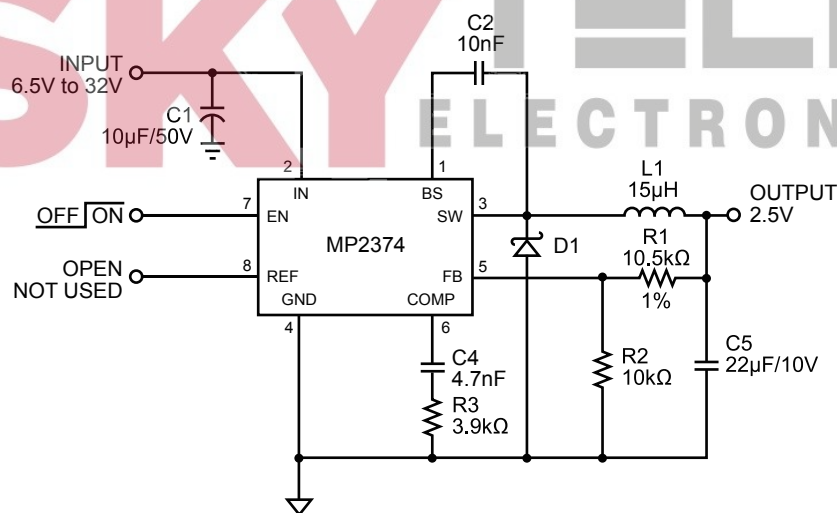 SKY
TEL
ELECTRON
C2
10nF
INPUT
6.5V to 32V
C1
10µF/50V
2
1
IN
BS
L1
15µH
OUTPUT
2.5V
OFF ON
7
EN
SW
3
MP2374
D1
R1
10.5kΩ
1%
OPEN
NOT USED
8
REF
FB
5
GND
COMP
4
6
C4
4.7nF
R3
3.9kΩ
R2
10kΩ
C5
22µF/10V